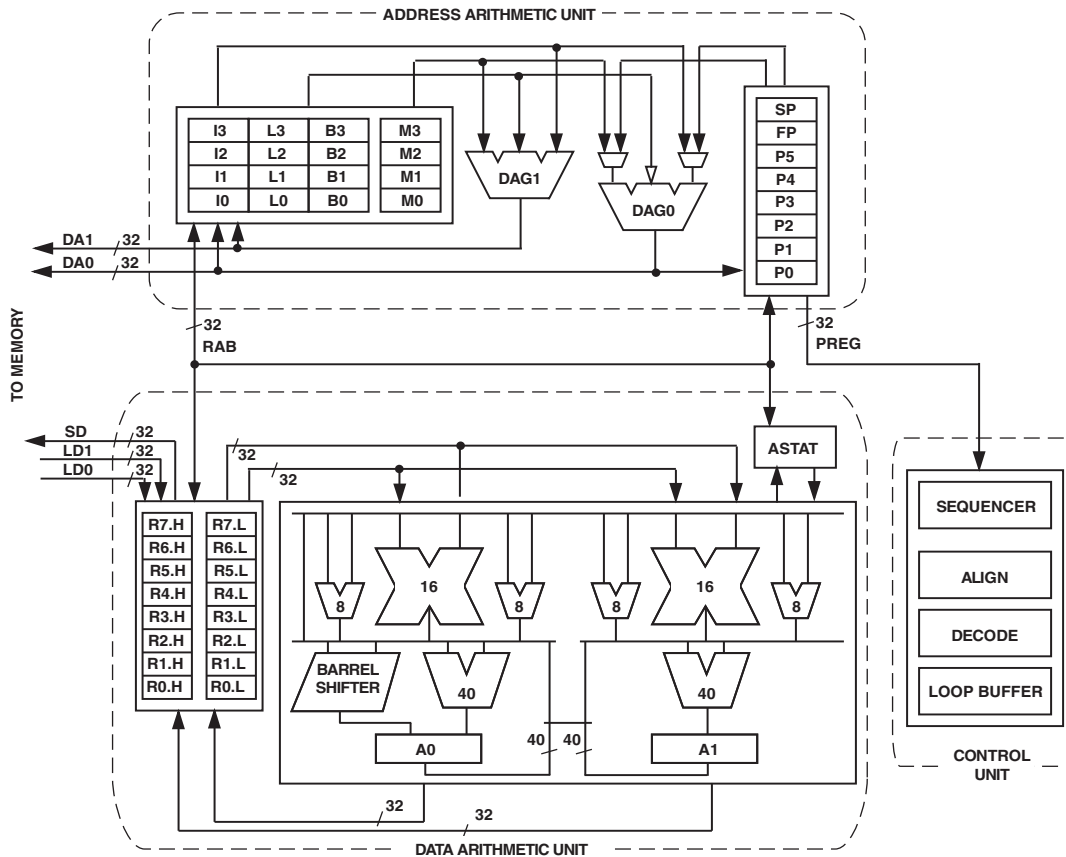 ADDRESS ARITHMETIC UNIT
SP
FP
P5
P4
P3
P2
P1
P0
I3 L3 B3 M3
I2 L2 B2 M2
I1 L1 B1 M1
I0 L0 B0 M0
DAG1
DAG0
DA1 32
DA0 32
32
RAB
32
PREG
TO MEMORY
SD 32
LD1 32
LD0 32
32
32
ASTAT
R7.H R7.L
R6.H R6.L
R5.H R5.L
R4.H R4.L
R3.H R3.L
R2.H R2.L
R1.H R1.L
R0.H R0.L
8 16 8 8 16 8
BARREL
SHIFTER
40
40
A0
40 40
A1
32
32
DATA ARITHMETIC UNIT
SEQUENCER
ALIGN
DECODE
LOOP BUFFER
CONTROL
UNIT